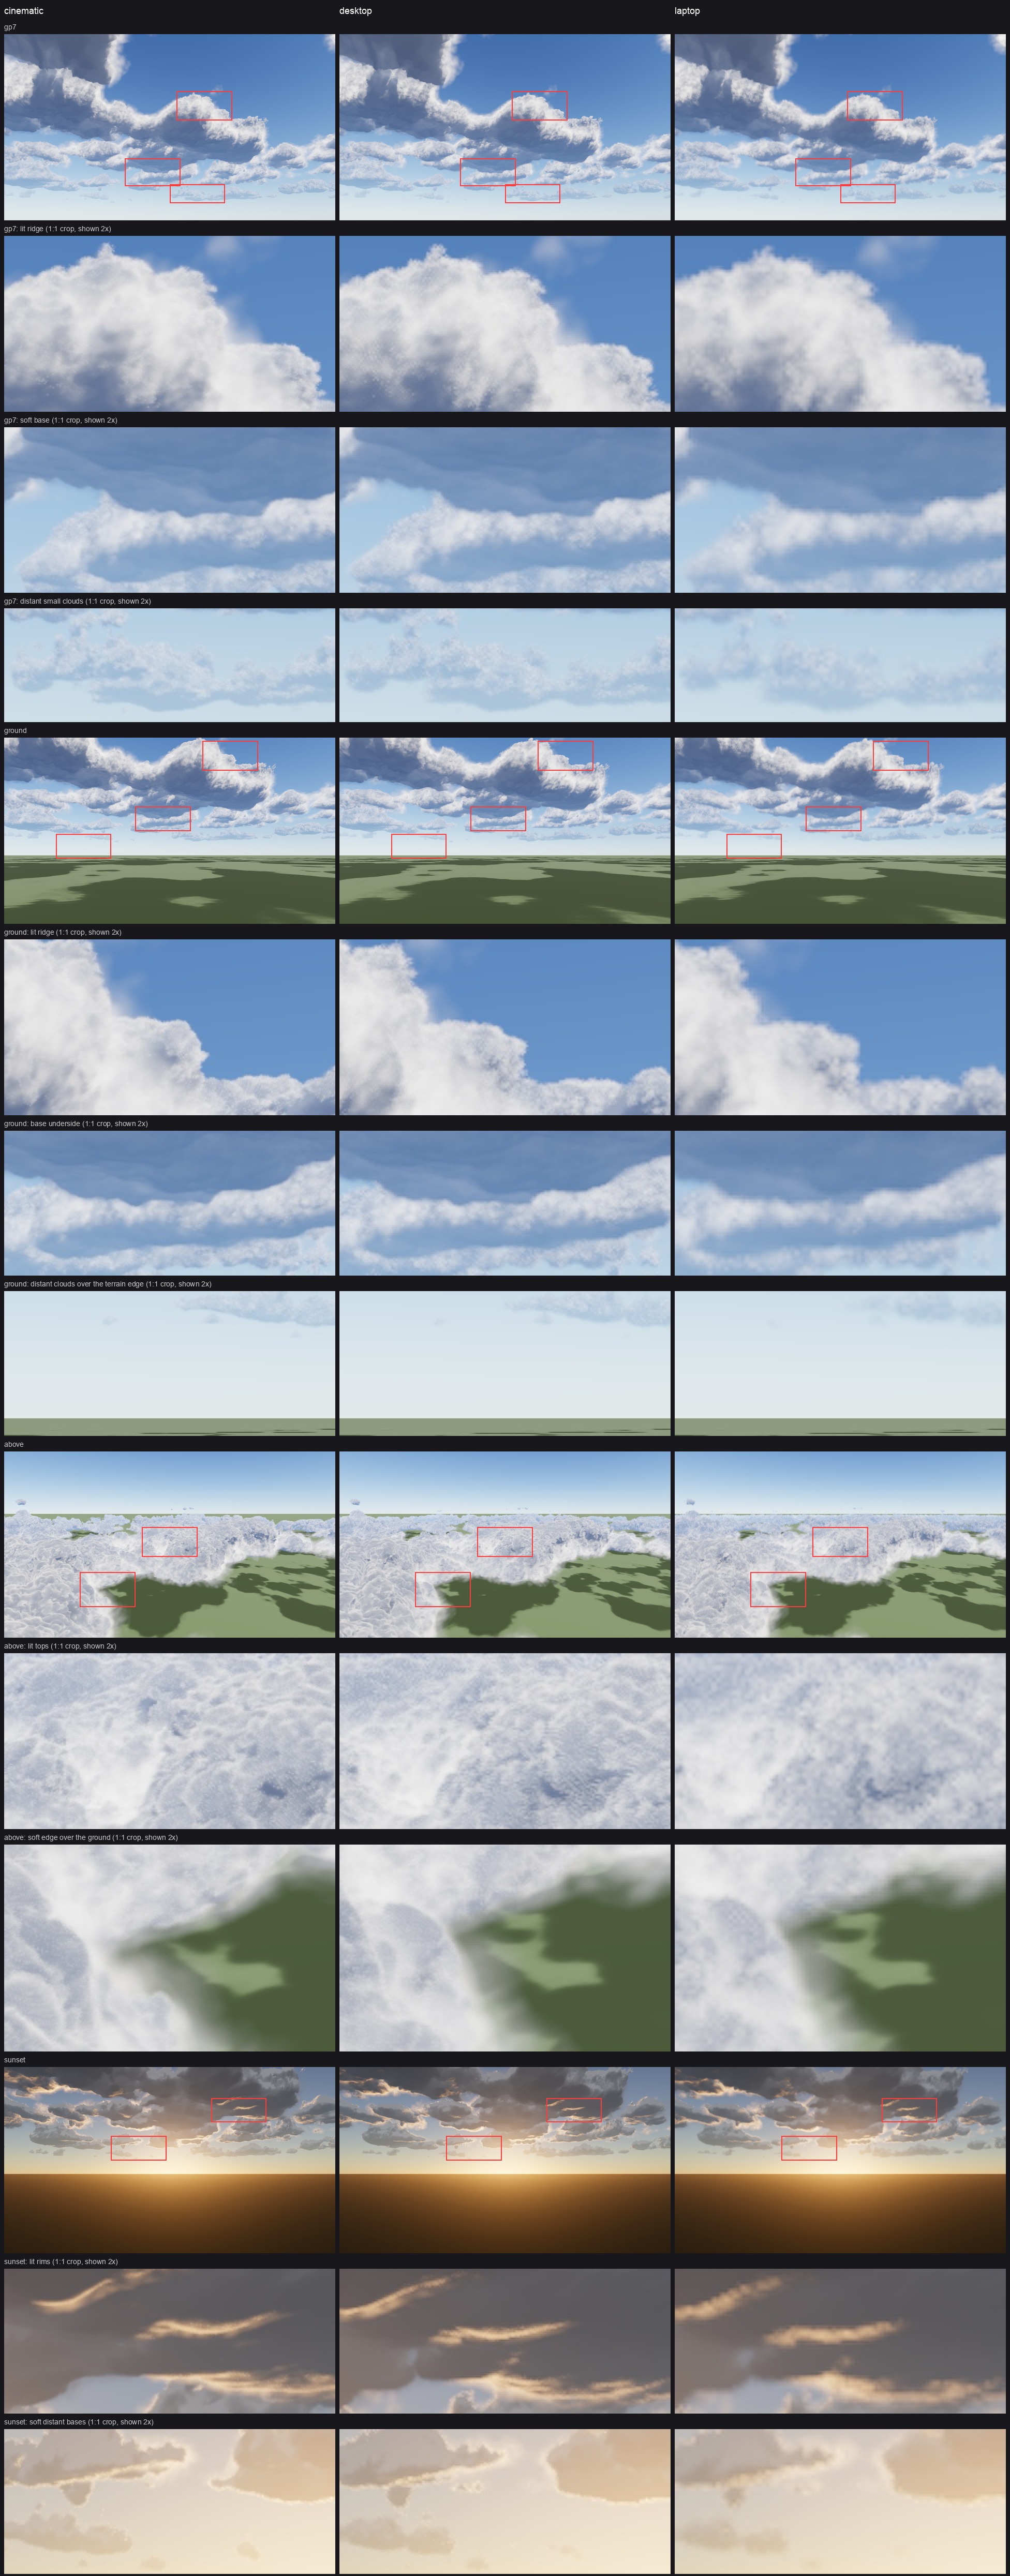 cinematic desktop laptop
gp7
gp7: lit ridge (1:1 crop, shown 2x)
gp7: soft base (1:1 crop, shown 2x)
gp7: distant small clouds (1:1 crop, shown 2x)
ground
ground: lit ridge (1:1 crop, shown 2x)
ground: base underside (1:1 crop, shown 2x)
ground: distant clouds over the terrain edge (1:1 crop, shown 2x)
above
above: lit tops (1:1 crop, shown 2x)
above: soft edge over the ground (1:1 crop, shown 2x)
sunset
sunset: lit rims (1:1 crop, shown 2x)
sunset: soft distant bases (1:1 crop, shown 2x)